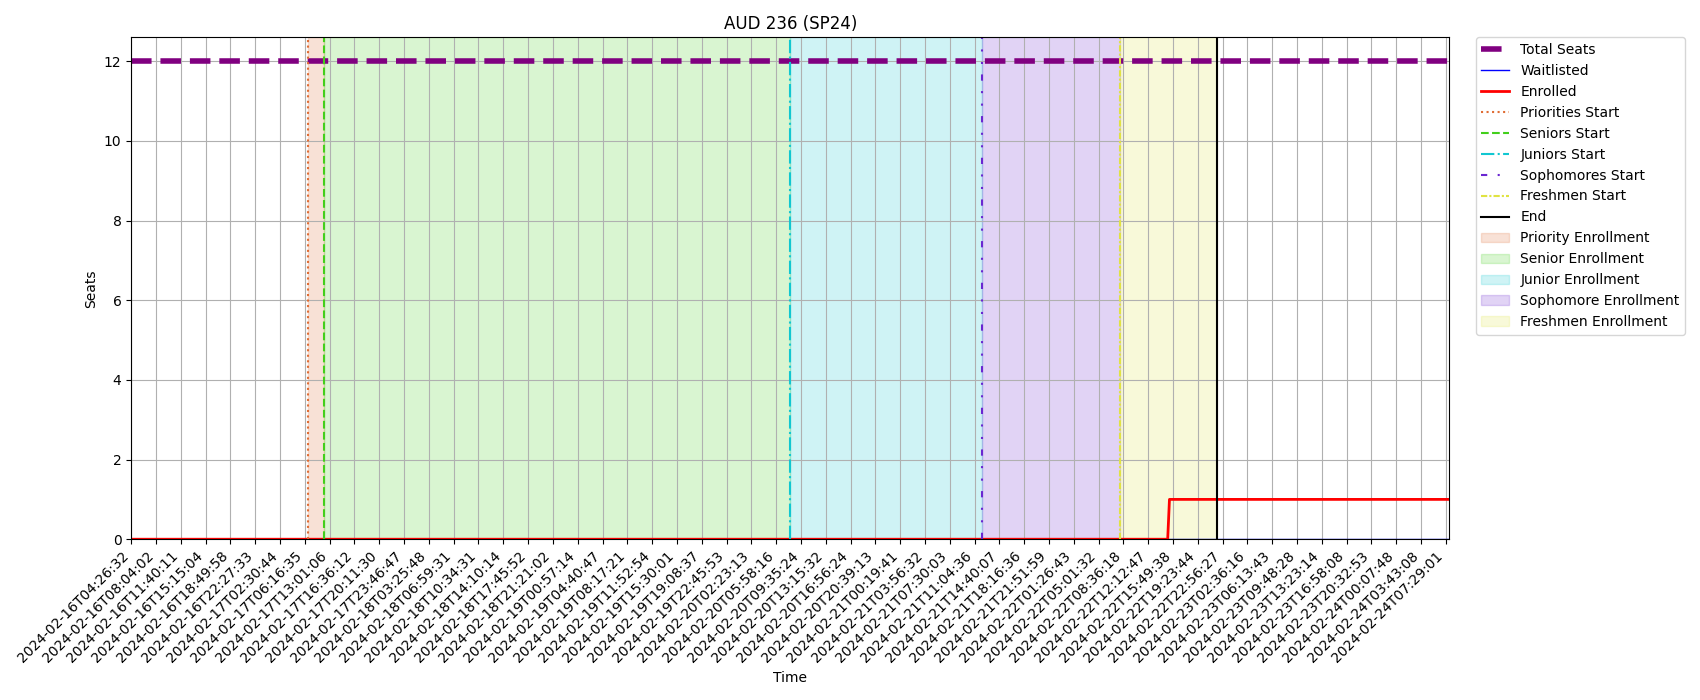 AUD 236 (SP24)
Total Seats
Waitlisted
Enrolled
Priorities Start
Seniors Start
Juniors Start
Sophomores Start
Freshmen Start
End
Priority Enrollment
Senior Enrollment
Junior Enrollment
Sophomore Enrollment
Freshmen Enrollment
Seats
12
10
8
6
4
2
0
2024-02-16T04:26:32
2024-02-16T08:04:02
2024-02-16T11:40:11
2024-02-16T15:15:04
2024-02-16T18:49:58
2024-02-16T22:27:33
2024-02-17T02:30:44
2024-02-17T06:16:35
2024-02-17T13:01:06
2024-02-17T16:36:12
2024-02-17T20:11:30
2024-02-17T23:46:47
2024-02-18T03:25:48
2024-02-18T06:59:31
2024-02-18T10:34:31
2024-02-18T14:10:14
2024-02-18T17:45:52
2024-02-18T21:21:02
2024-02-19T00:57:14
2024-02-19T04:40:47
2024-02-19T08:17:21
2024-02-19T11:52:54
2024-02-19T15:30:01
2024-02-19T19:08:37
2024-02-19T22:45:53
2024-02-20T02:23:13
2024-02-20T05:58:16
2024-02-20T09:35:24
2024-02-20T13:15:32
2024-02-20T16:56:24
2024-02-20T20:39:13
2024-02-21T00:19:41
2024-02-21T03:56:32
2024-02-21T07:30:03
2024-02-21T11:04:36
2024-02-21T14:40:07
2024-02-21T18:16:36
2024-02-21T21:51:59
2024-02-22T01:26:43
2024-02-22T05:01:32
2024-02-22T08:36:18
2024-02-22T12:12:47
2024-02-22T15:49:38
2024-02-22T19:23:44
2024-02-22T22:56:27
2024-02-23T02:36:16
2024-02-23T06:13:43
2024-02-23T09:48:28
2024-02-23T13:23:14
2024-02-23T16:58:08
2024-02-23T20:32:53
2024-02-24T00:07:48
2024-02-24T03:43:08
2024-02-24T07:29:01
Time